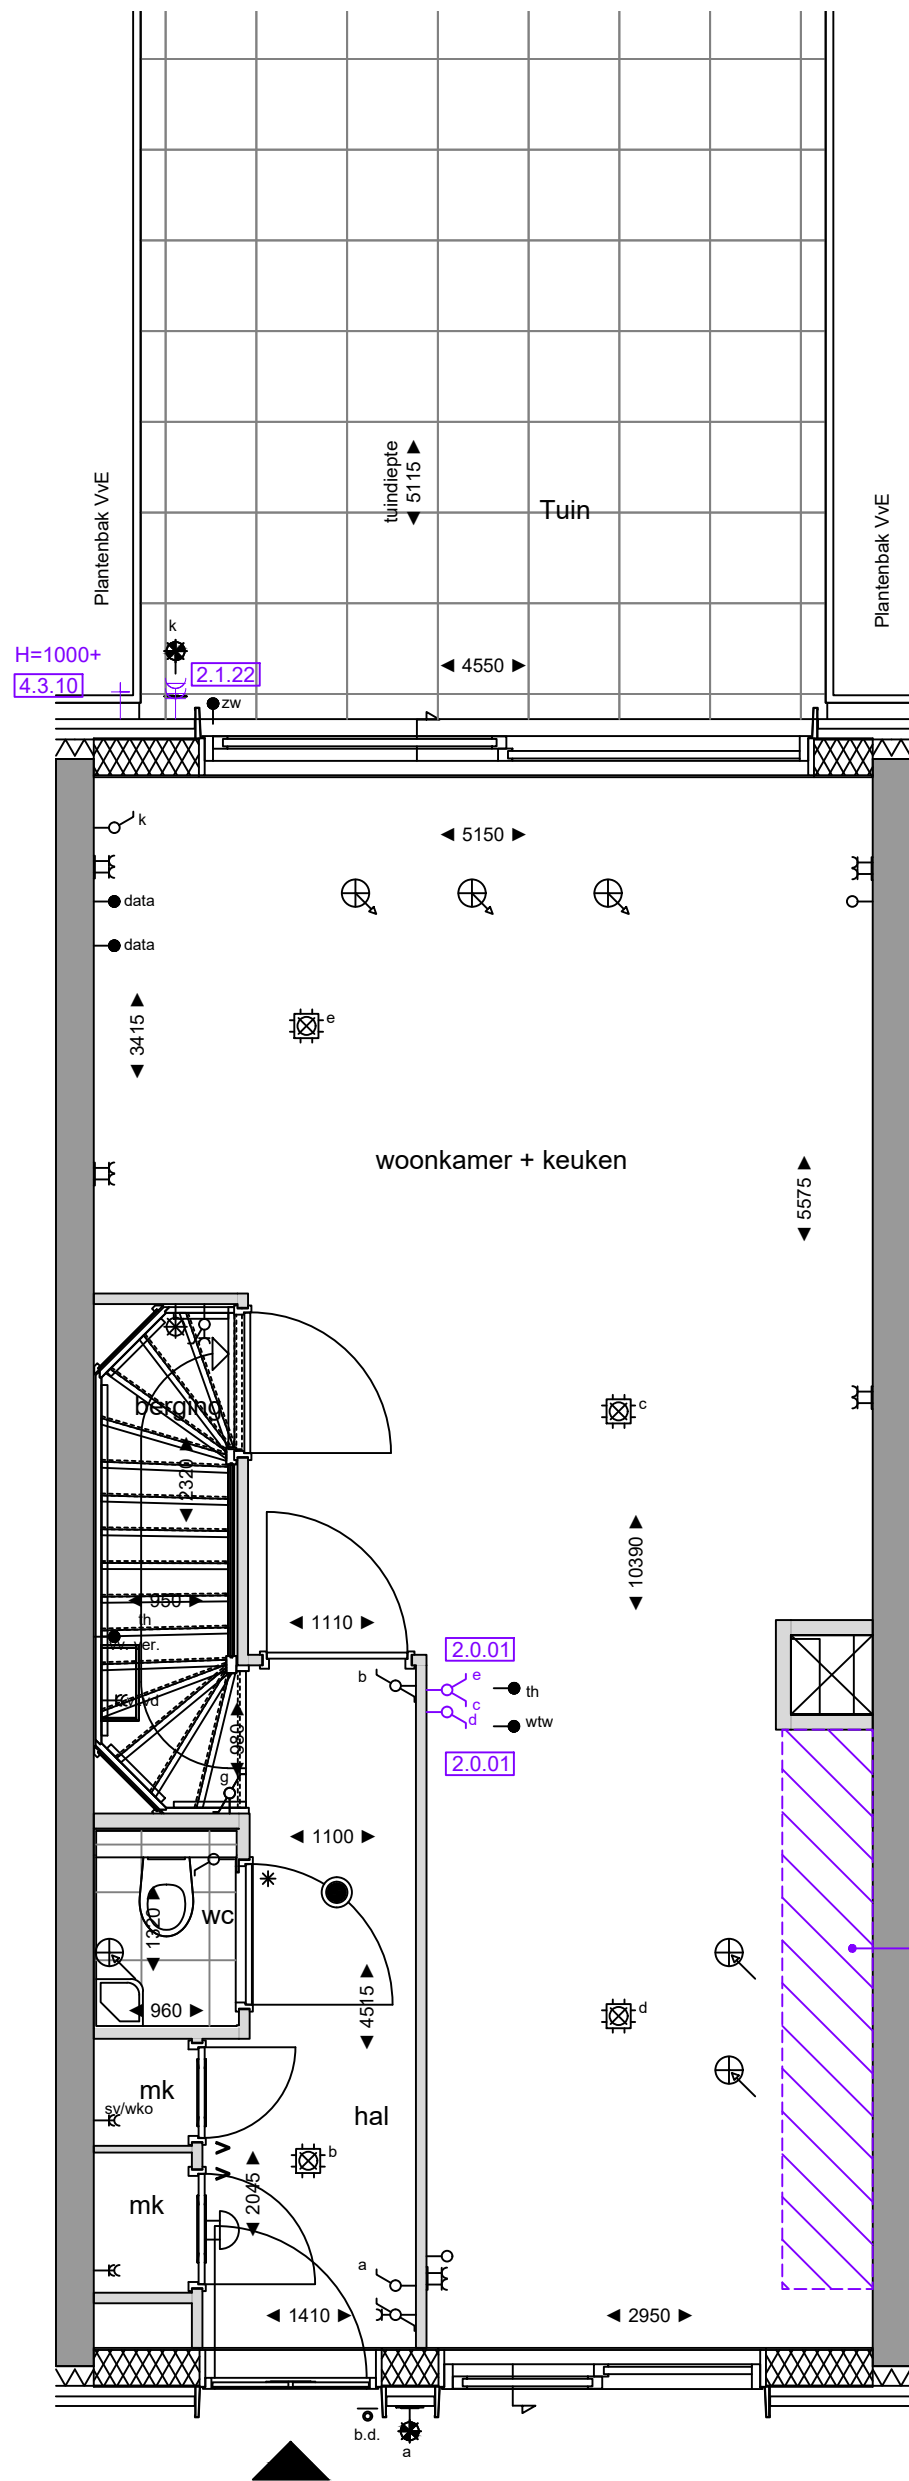 Plantenbak VvE
tuindiepte
5115
Tuin
Plantenbak VvE
k
H=1000+
4.3.10
2.1.22
4550
zw
k
5150
data
data
3415
e
woonkamer + keuken
5575
berging
c
2320
10390
950
th
vv. ver.
1110
2.0.01
b
e
c
d
th
wtw
2.0.01
980
g
1100
wc
1320
4515
960
d
mk
sv/wko
hal
b
2045
mk
a
1410
2950
b.d.
a